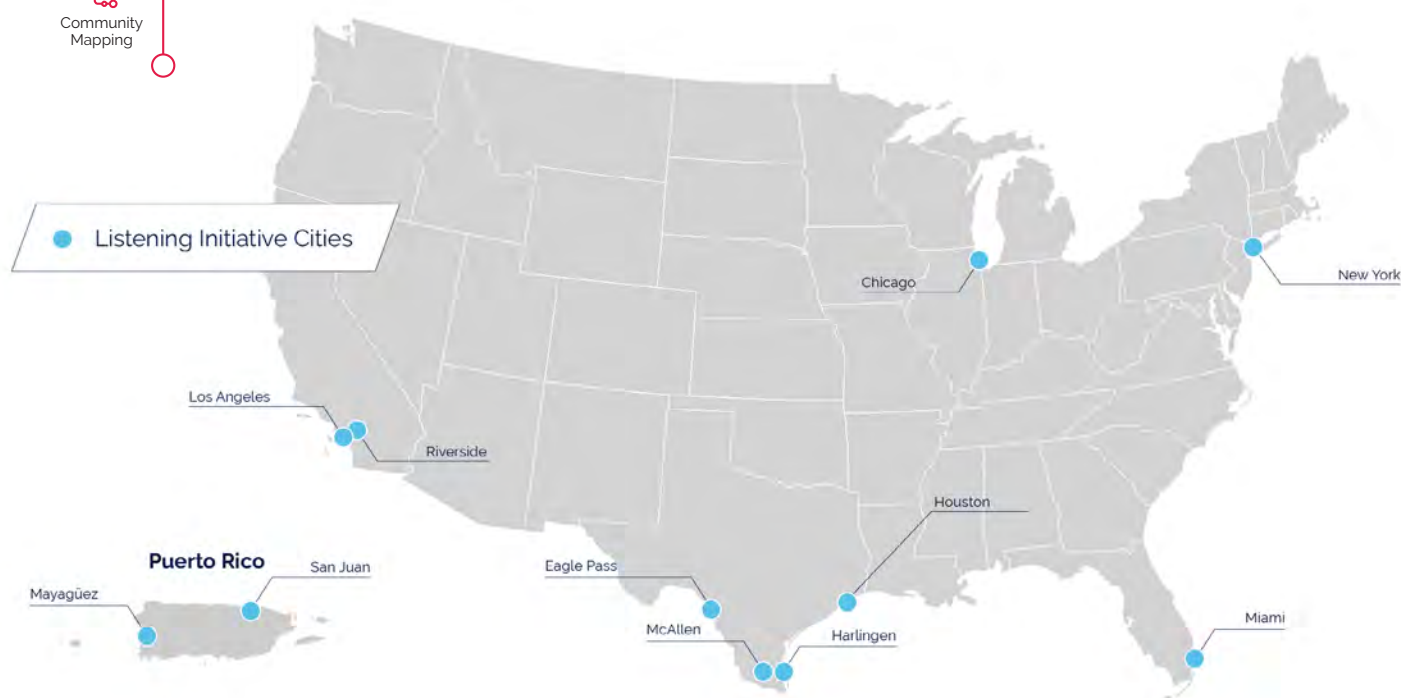 Community
Mapping
Listening Initiative Cities
Chicago
New York
Los Angeles
Riverside
Houston
Puerto Rico
San Juan
Eagle Pass
Mayagüez
McAllen
Harlingen
Miami